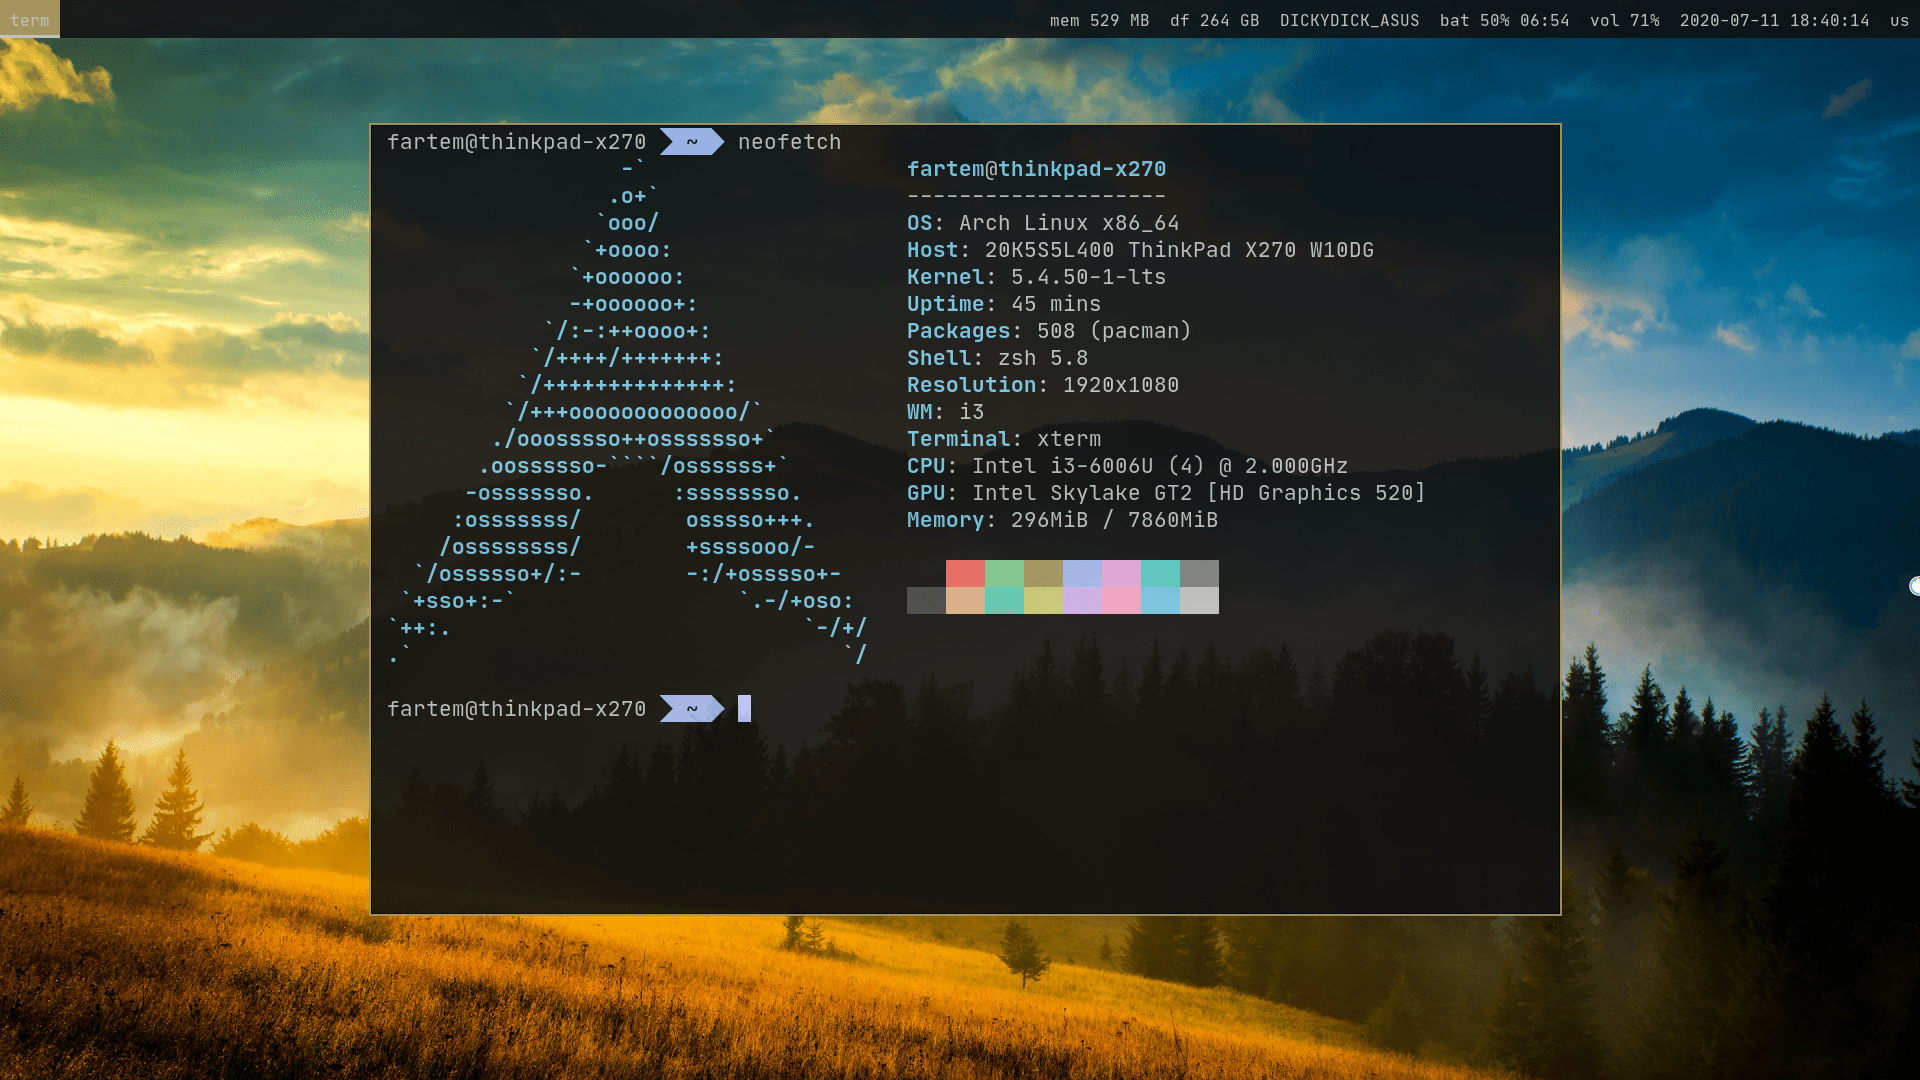 term mem 529 MB df 264 GB DICKYDICK_ASUS bat 50% 06:54 vol 71% 2020-07-11 18:40:14 us
fartem@thinkpad-x270 ~ neofetch
-` fartem@thinkpad-x270
.o+` --------------------
`ooo/ OS: Arch Linux x86_64
`+oooo: Host: 20K5S5L400 ThinkPad X270 W10DG
`+oooooo: Kernel: 5.4.50-1-lts
-+oooooo+: Uptime: 45 mins
`/:-:++oooo+: Packages: 508 (pacman)
`/++++/+++++++: Shell: zsh 5.8
`/++++++++++++++: Resolution: 1920x1080
`/+++ooooooooooooo/` WM: i3
./ooosssso++osssssso+` Terminal: xterm
.oossssso-````/ossssss+` CPU: Intel i3-6006U (4) @ 2.000GHz
-osssssso. :ssssssso. GPU: Intel Skylake GT2 [HD Graphics 520]
:osssssss/ osssso+++. Memory: 296MiB / 7860MiB
/ossssssss/ +ssssooo/-
`/ossssso+/:- -:/+osssso+-
`+sso+:-` `.-/+oso:
`++:. `-/+/
.` `/
fartem@thinkpad-x270 ~